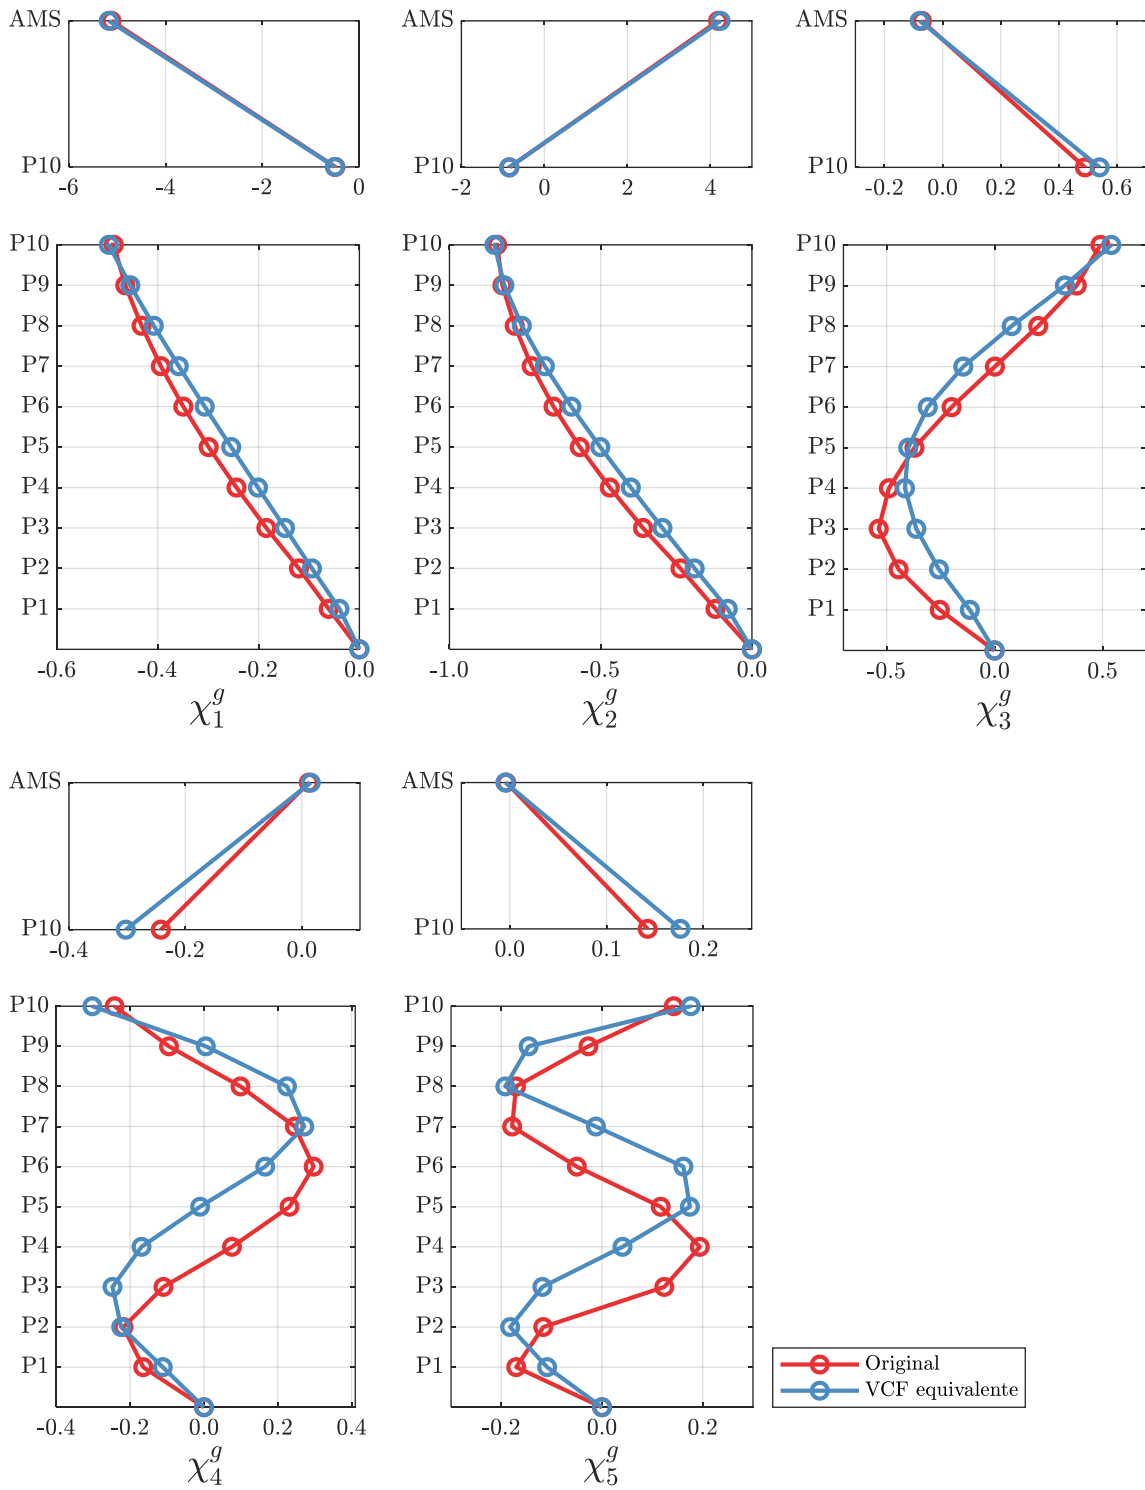 AMS
P10
-6 -4 -2 0
AMS
P10
-2 0 2 4
AMS
P10
-0.2 0.0 0.2 0.4 0.6
P10
P9
P8
P7
P6
P5
P4
P3
P2
P1
-0.6 -0.4 -0.2 0.0
χ₁ᵍ
P10
P9
P8
P7
P6
P5
P4
P3
P2
P1
-1.0 -0.5 0.0
χ₂ᵍ
P10
P9
P8
P7
P6
P5
P4
P3
P2
P1
-0.5 0.0 0.5
χ₃ᵍ
AMS
P10
-0.4 -0.2 0.0
AMS
P10
0.0 0.1 0.2
P10
P9
P8
P7
P6
P5
P4
P3
P2
P1
-0.4 -0.2 0.0 0.2 0.4
χ₄ᵍ
P10
P9
P8
P7
P6
P5
P4
P3
P2
P1
-0.2 0.0 0.2
χ₅ᵍ
Original
VCF equivalente